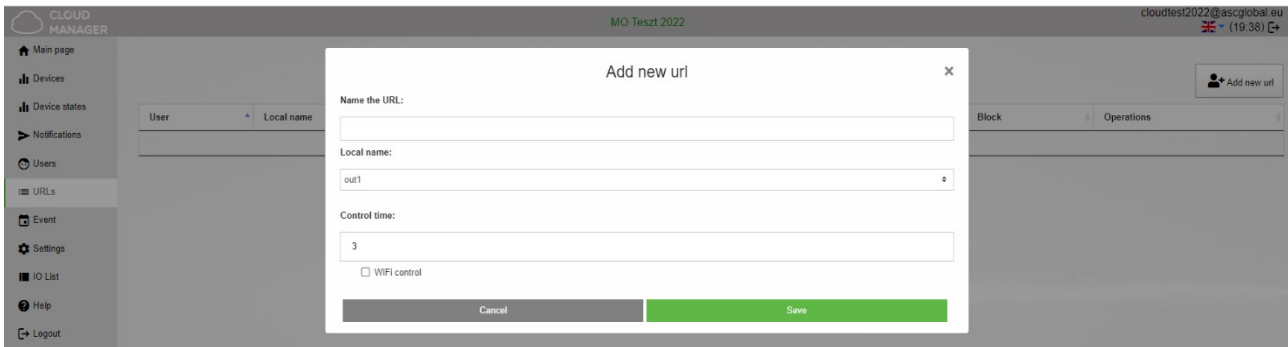 CLOUD
MANAGER
MO Teszt 2022
cloudtest2022@ascglobal.eu
(19:38)
Main page
Devices
Device states
Notifications
Users
URLs
Event
Settings
IO List
Help
Logout
Add new url
User
Local name
Block
Operations
Add new url
×
Name the URL:
Local name:
out1
Control time:
3
WiFi control
Cancel
Save